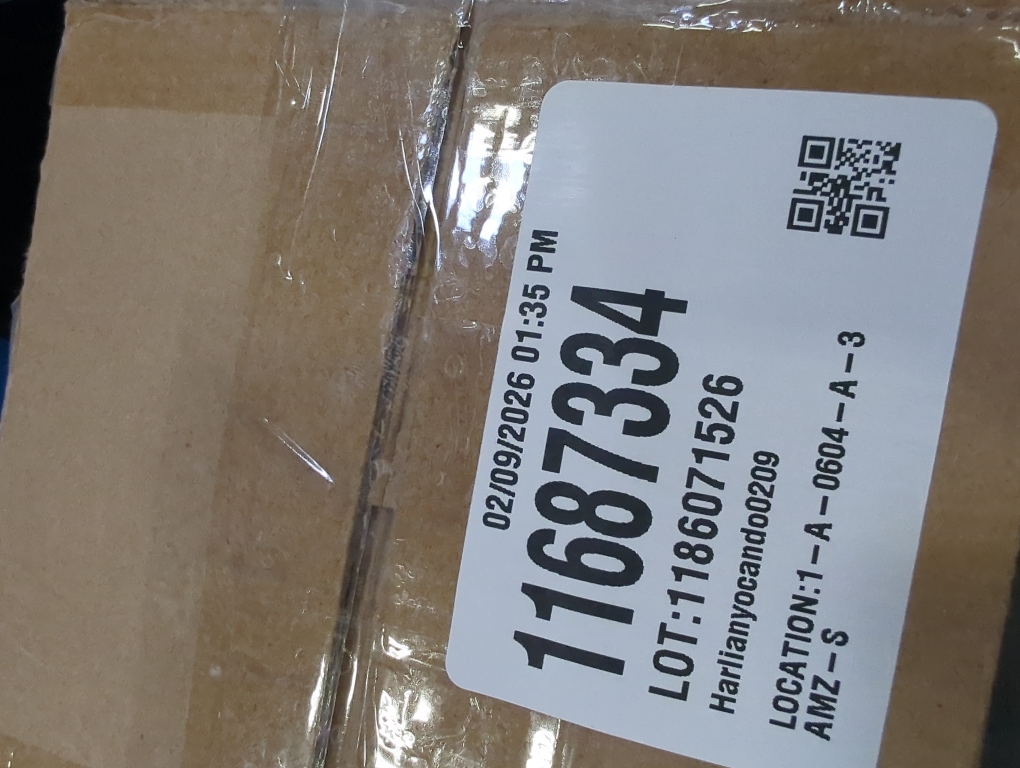 02/09/2026 01:35 PM
11687334
LOT:1186071526
Harlianyocando0209
LOCATION:1-A-0604-A-3
AMZ-S